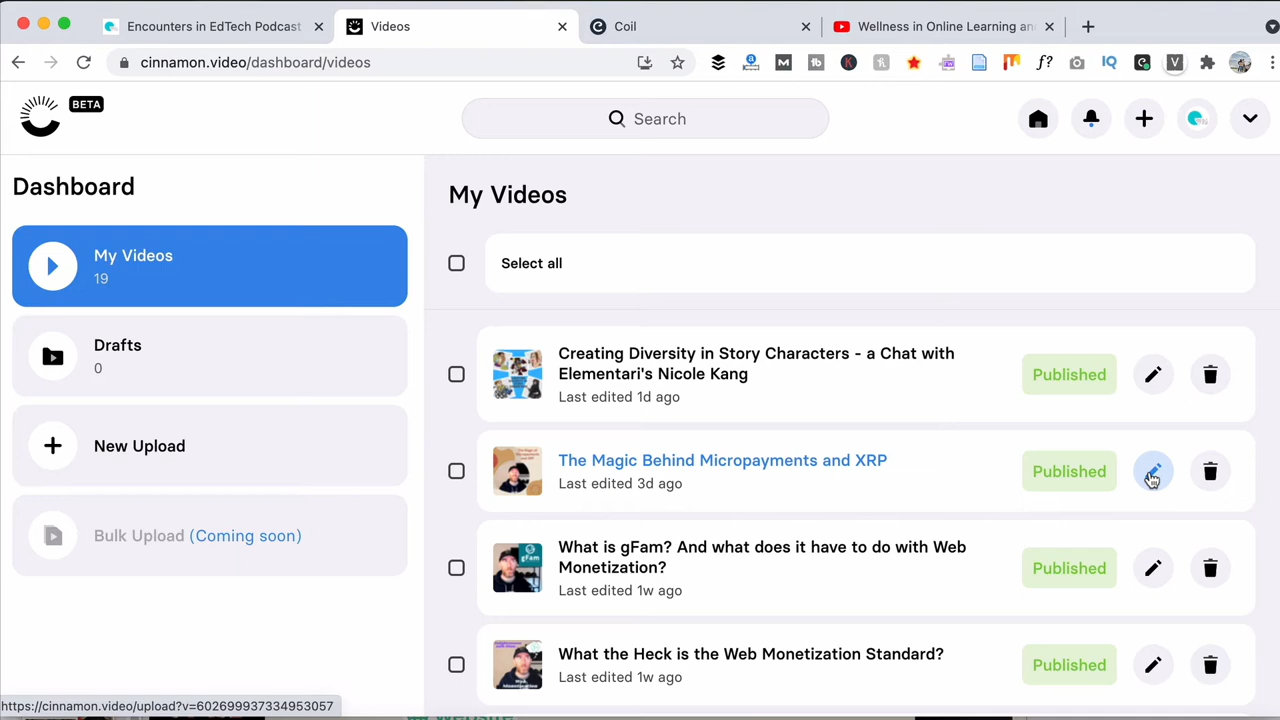 Encounters in EdTech Podcast
Videos
Coil
Wellness in Online Learning an
cinnamon.video/dashboard/videos
BETA
Search
Dashboard
My Videos
19
Drafts
0
New Upload
Bulk Upload (Coming soon)
My Videos
Select all
Creating Diversity in Story Characters - a Chat with
Elementari's Nicole Kang
Last edited 1d ago
Published
The Magic Behind Micropayments and XRP
Last edited 3d ago
Published
What is gFam? And what does it have to do with Web
Monetization?
Last edited 1w ago
Published
What the Heck is the Web Monetization Standard?
Last edited 1w ago
Published
https://cinnamon.video/upload?v=602699937334953057